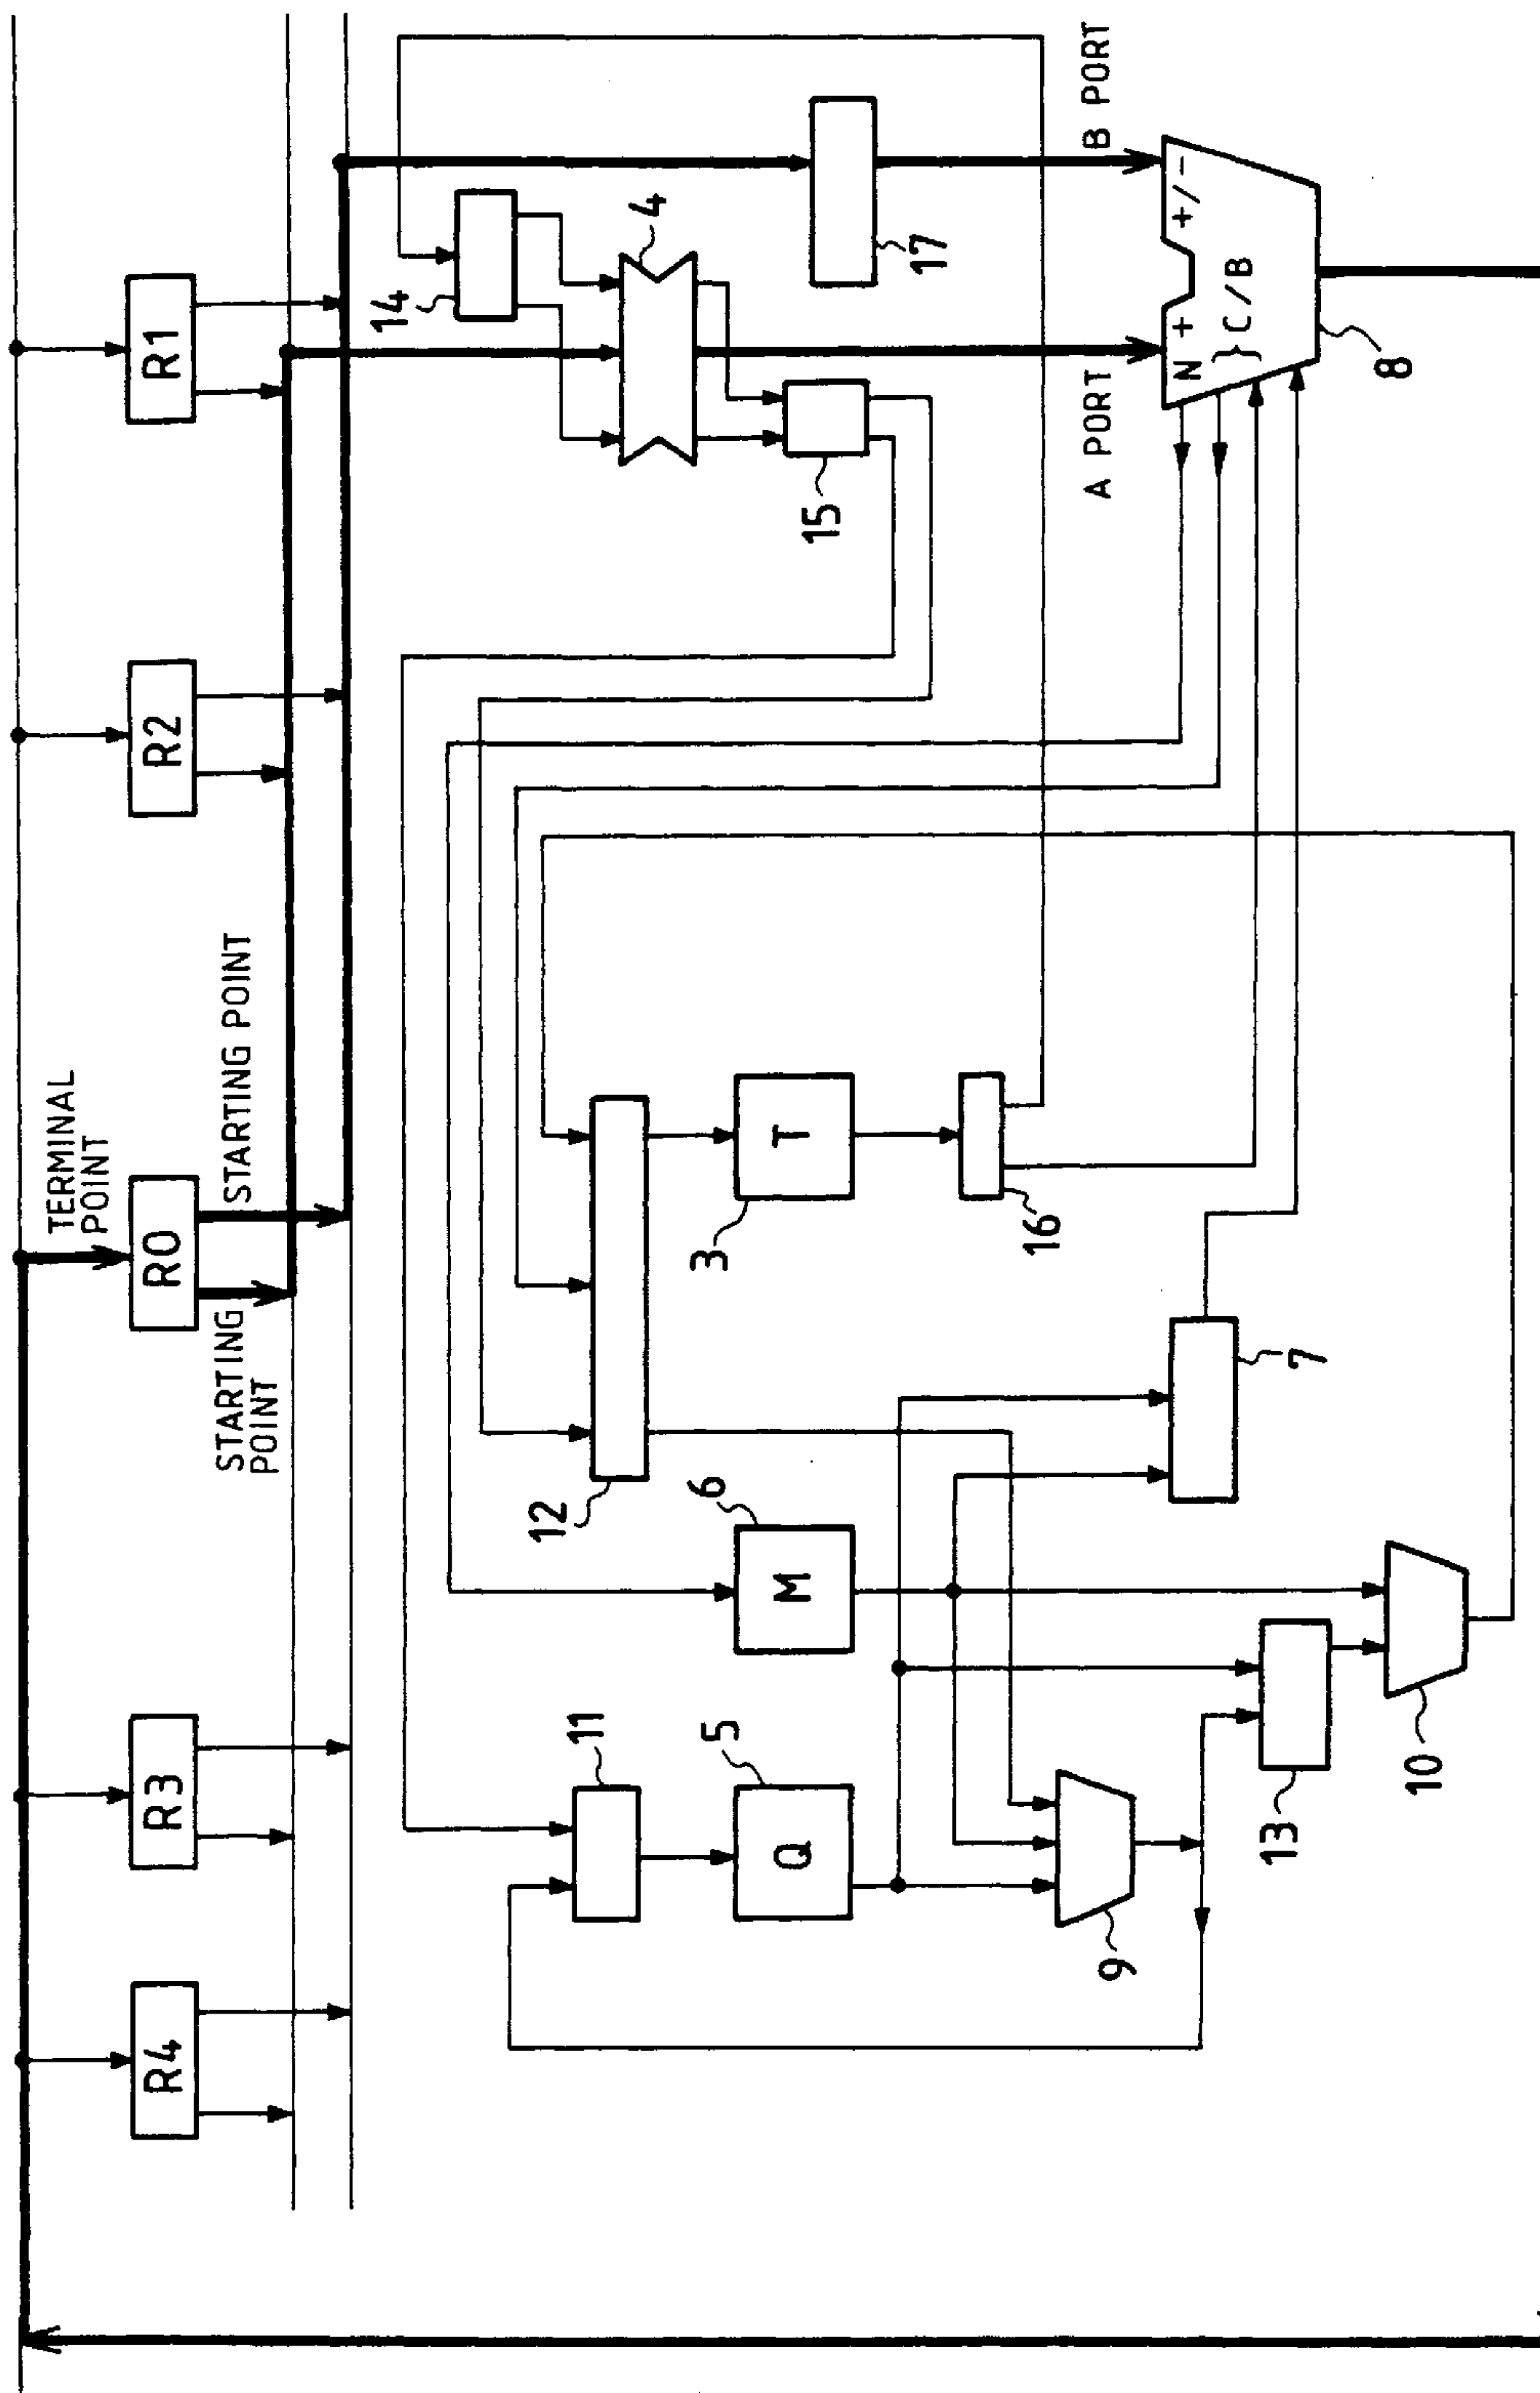 R4
R3
R0
R2
R1
TERMINAL
POINT
STARTING
POINT
STARTING POINT
14
4
12
11
6
3
15
17
Q
5
M
T
9
13
10
7
16
A PORT
B PORT
N + +/-
} C/B
8